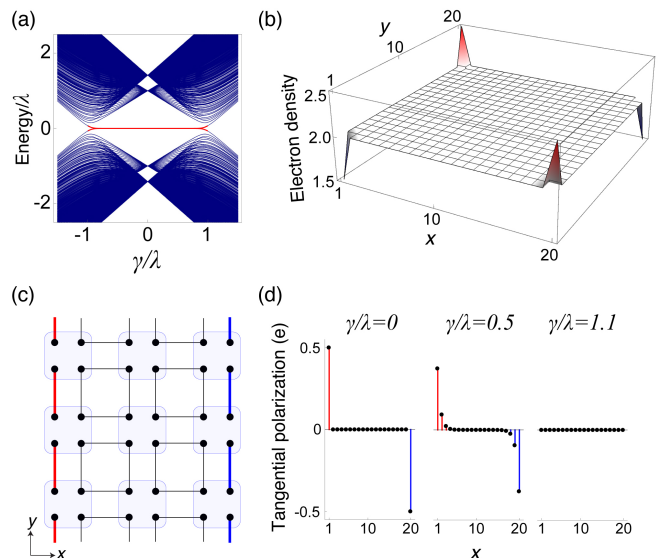 (a)
2
0
-2
Energy/λ
-1
0
1
γ/λ
(b)
20
y
10
1
2.5
2.0
1.5
Electron density
1
10
20
x
(c)
y
x
(d)
γ/λ=0
γ/λ=0.5
γ/λ=1.1
Tangential polarization (e)
0.5
0
-0.5
1 10 20
1 10 20
1 10 20
x